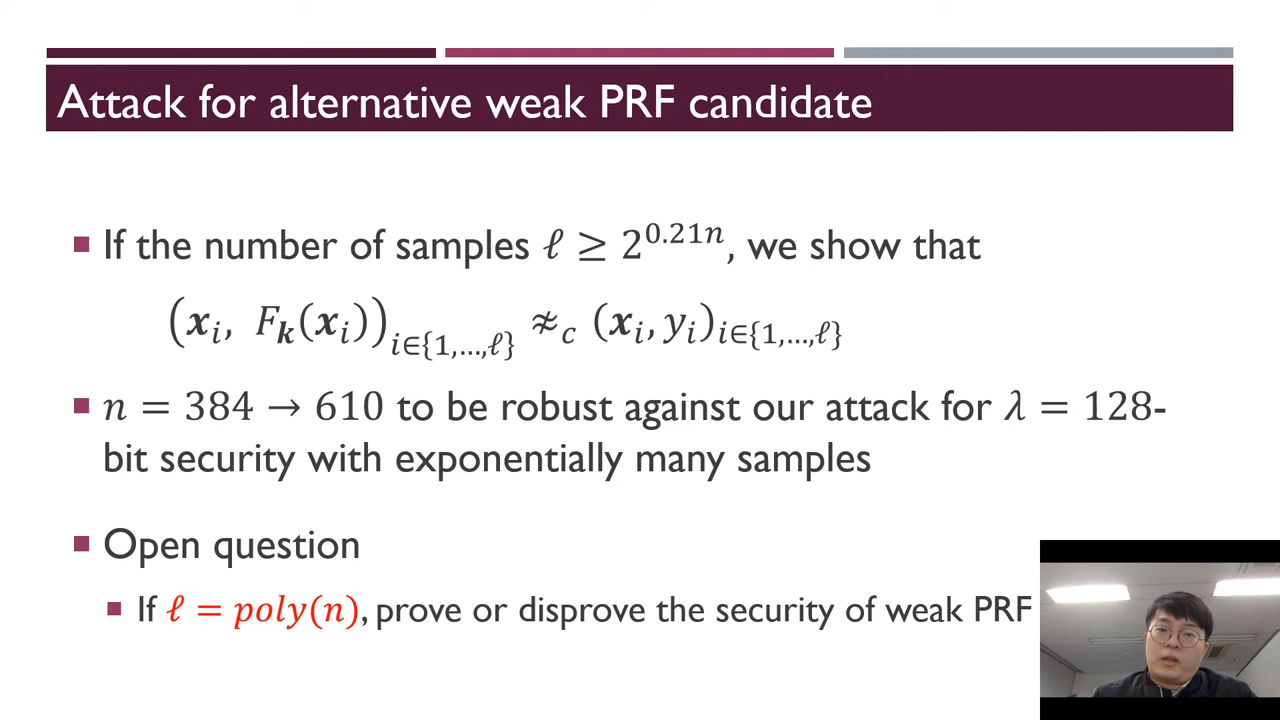 Attack for alternative weak PRF candidate
■ If the number of samples ℓ ≥ 2^{0.21n}, we show that
(𝒙_i, F_𝒌(𝒙_i))_{i∈{1,…,ℓ}} ≉_c (𝒙_i, y_i)_{i∈{1,…,ℓ}}
■ n = 384 → 610 to be robust against our attack for λ = 128-
bit security with exponentially many samples
■ Open question
■ If ℓ = poly(n), prove or disprove the security of weak PRF